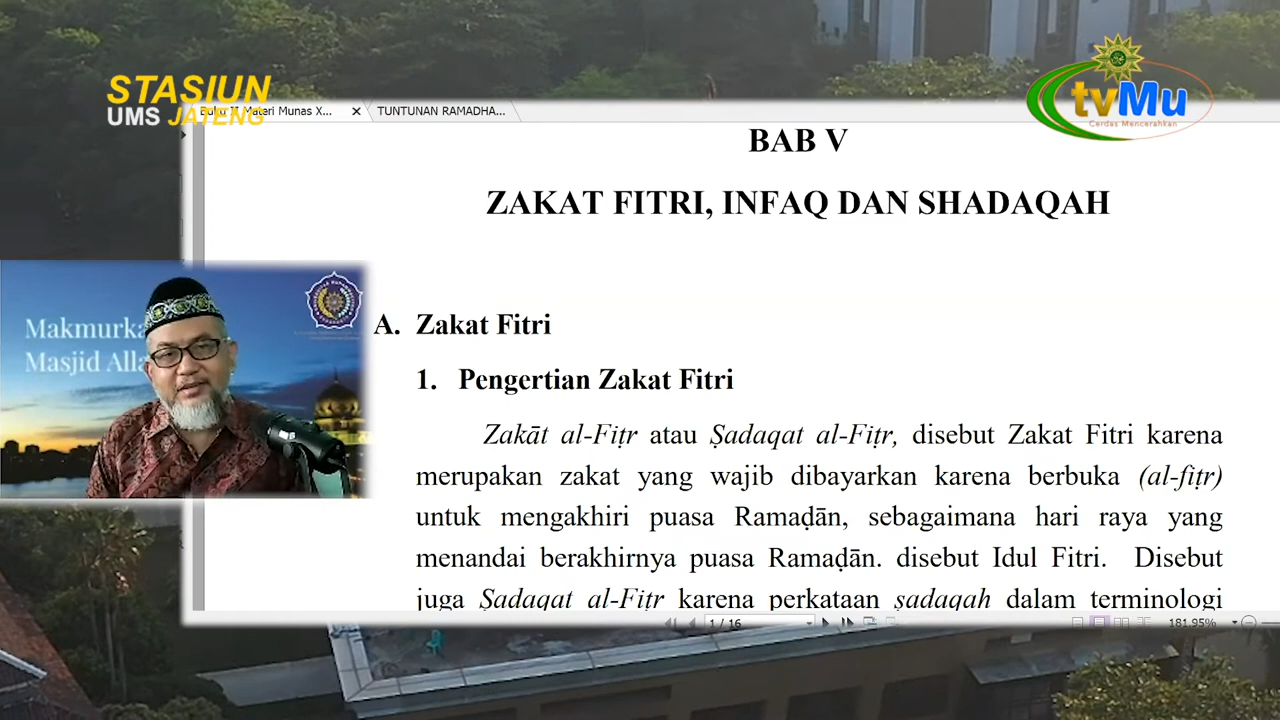 STASIUN
UMS JATENG
Materi Munas X...
TUNTUNAN RAMADHA...
tvMu
Cerdas Mencerahkan
BAB V
ZAKAT FITRI, INFAQ DAN SHADAQAH
Makmurka
Masjid Alla
A. Zakat Fitri
1. Pengertian Zakat Fitri
Zakāt al-Fiṭr atau Ṣadaqat al-Fiṭr, disebut Zakat Fitri karena
merupakan zakat yang wajib dibayarkan karena berbuka (al-fiṭr)
untuk mengakhiri puasa Ramaḍān, sebagaimana hari raya yang
menandai berakhirnya puasa Ramaḍān. disebut Idul Fitri. Disebut
juga Ṣadaqat al-Fiṭr karena perkataan ṣadaqah dalam terminologi
1 / 16
181.95%